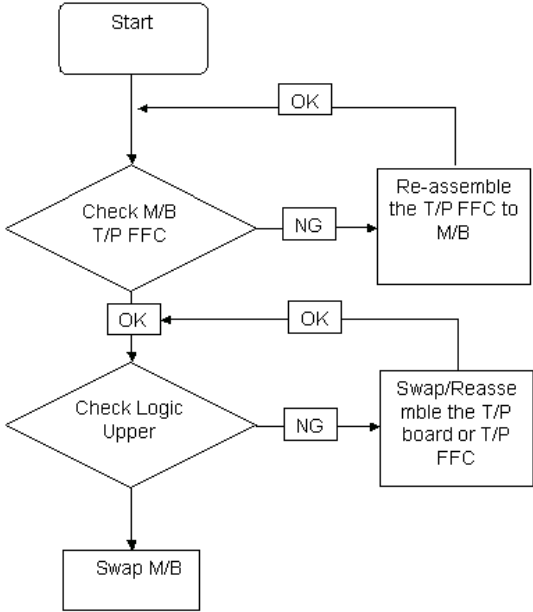 Start
OK
Check M/B
T/P FFC
NG
Re-assemble
the T/P FFC to
M/B
OK
OK
Check Logic
Upper
NG
Swap/Reasse
mble the T/P
board or T/P
FFC
Swap M/B